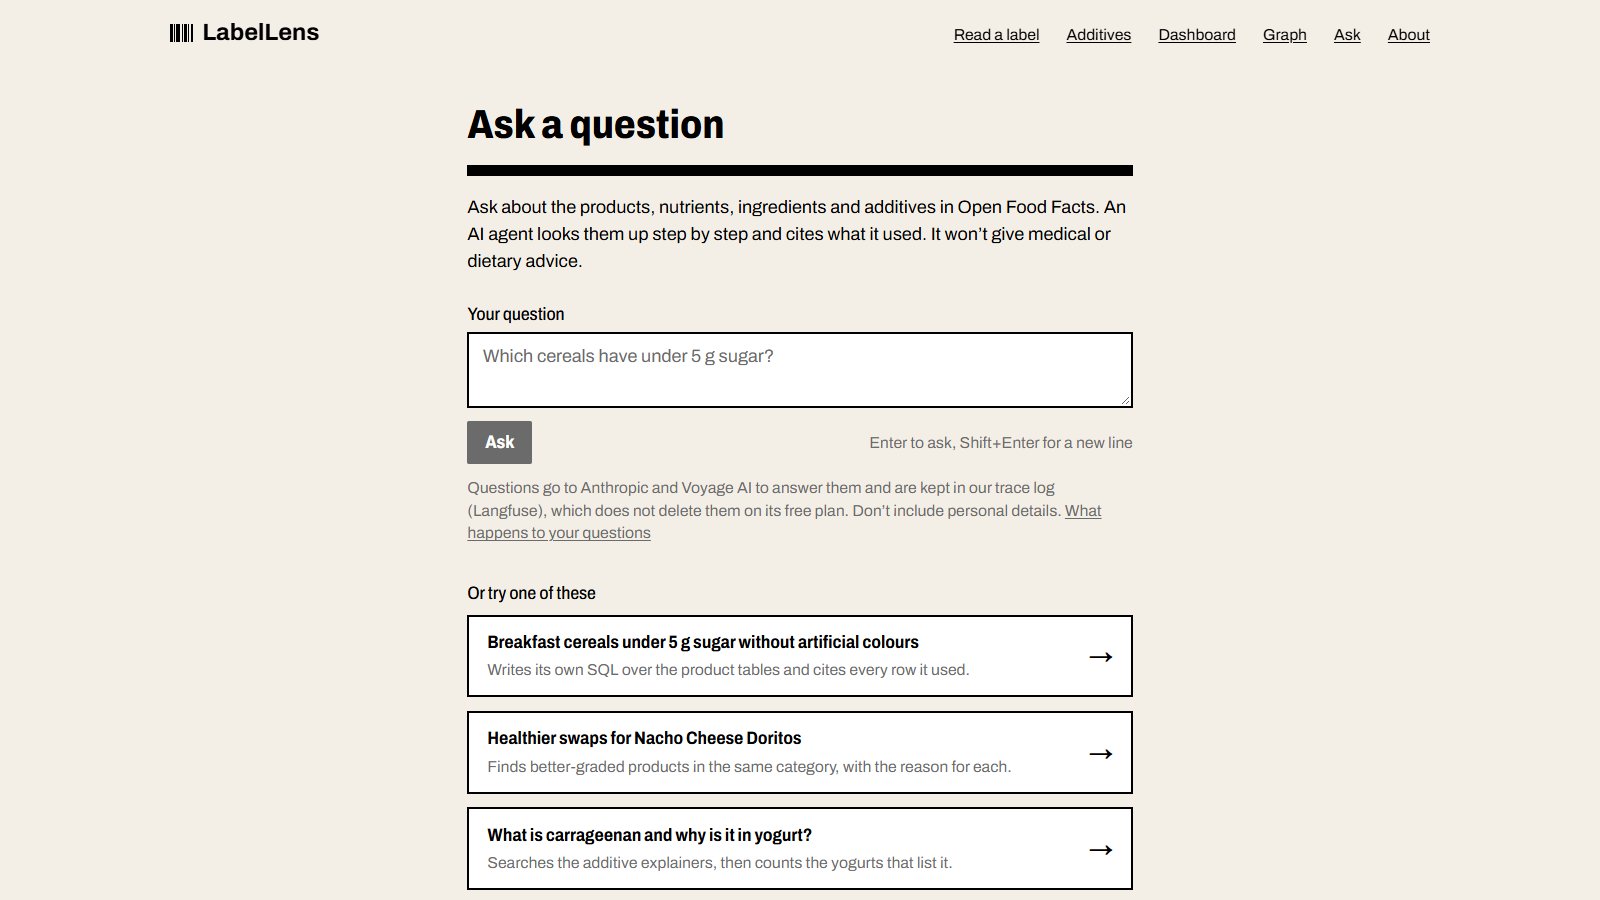 LabelLens
Read a label Additives Dashboard Graph Ask About
Ask a question
Ask about the products, nutrients, ingredients and additives in Open Food Facts. An
AI agent looks them up step by step and cites what it used. It won’t give medical or
dietary advice.
Your question
Which cereals have under 5 g sugar?
Ask
Enter to ask, Shift+Enter for a new line
Questions go to Anthropic and Voyage AI to answer them and are kept in our trace log
(Langfuse), which does not delete them on its free plan. Don’t include personal details. What
happens to your questions
Or try one of these
Breakfast cereals under 5 g sugar without artificial colours
Writes its own SQL over the product tables and cites every row it used.
→
Healthier swaps for Nacho Cheese Doritos
Finds better-graded products in the same category, with the reason for each.
→
What is carrageenan and why is it in yogurt?
Searches the additive explainers, then counts the yogurts that list it.
→